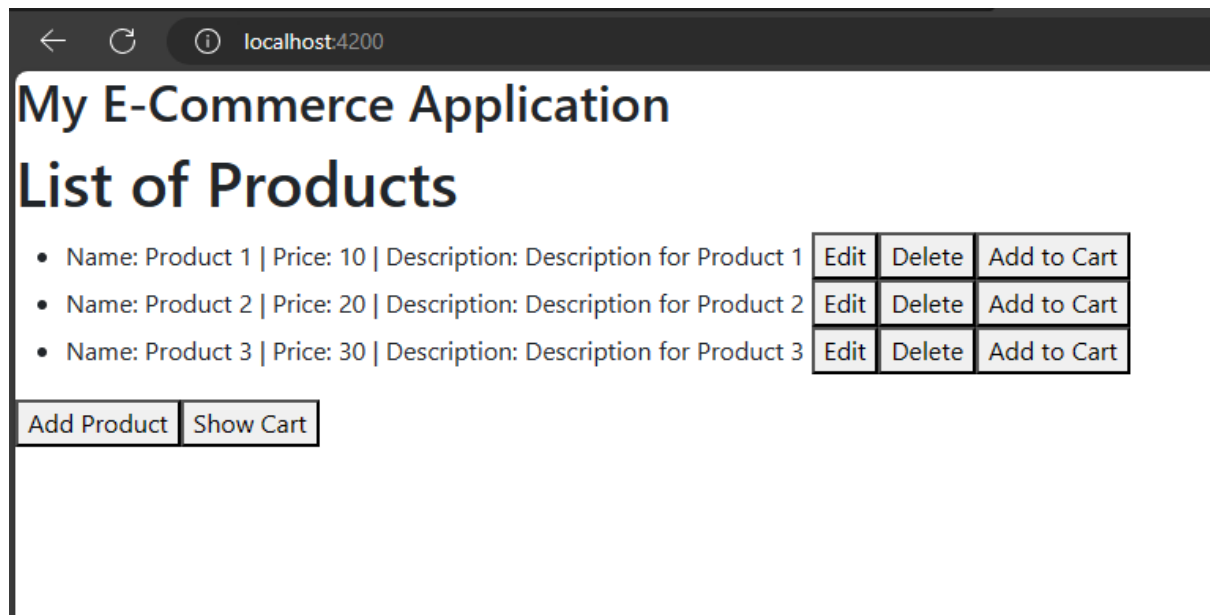 localhost:4200
My E-Commerce Application
List of Products
Name: Product 1 | Price: 10 | Description: Description for Product 1 Edit Delete Add to Cart
Name: Product 2 | Price: 20 | Description: Description for Product 2 Edit Delete Add to Cart
Name: Product 3 | Price: 30 | Description: Description for Product 3 Edit Delete Add to Cart
Add Product Show Cart